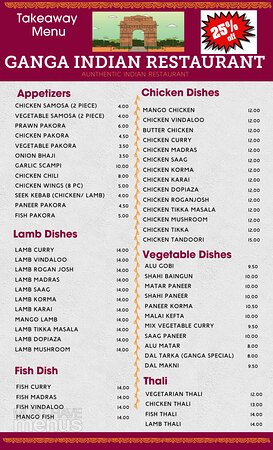 Takeaway
Menu
25%
off
GANGA INDIAN RESTAURANT
AUNTHENTIC INDIAN RESTAURANT
Appetizers
CHICKEN SAMOSA (2 PIECE) 4.00
VEGETABLE SAMOSA (2 PIECE) 4.00
PRAWN PAKORA 6.00
CHICKEN PAKORA 4.50
VEGETABLE PAKORA 3.50
ONION BHAJI 3.50
GARLIC SCAMPI 10.00
CHICKEN CHILI 8.00
CHICKEN WINGS (8 PC) 5.00
SEEK KEBAB (CHICKEN/ LAMB) 4.00
PANEER PAKORA 4.50
FISH PAKORA 5.00
Lamb Dishes
LAMB CURRY 14.00
LAMB VINDALOO 14.00
LAMB ROGAN JOSH 14.00
LAMB MADRAS 14.00
LAMB SAAG 14.00
LAMB KORMA 14.00
LAMB KARAI 14.00
MANGO LAMB 14.00
LAMB TIKKA MASALA 14.00
LAMB DOPIAZA 14.00
LAMB MUSHROOM 14.00
Fish Dish
FISH CURRY 14.00
FISH MADRAS 14.00
FISH VINDALOO 14.00
MANGO FISH 14.00
Chicken Dishes
MANGO CHICKEN 12.00
CHICKEN VINDALOO 12.00
BUTTER CHICKEN 12.00
CHICKEN CURRY 12.00
CHICKEN MADRAS 12.00
CHICKEN SAAG 12.00
CHICKEN KORMA 12.00
CHICKEN KARAI 12.00
CHICKEN DOPIAZA 12.00
CHICKEN ROGANJOSH 12.00
CHICKEN TIKKA MASALA 12.00
CHICKEN MUSHROOM 12.00
CHICKEN TIKKA 12.00
CHICKEN TANDOORI 15.00
Vegetable Dishes
ALU GOBI 9.50
SHAHI BAINGUN 10.00
MATAR PANEER 10.00
SHAHI PANEER 10.00
PANEER KORMA 10.50
MALAI KEFTA 10.00
MIX VEGETABLE CURRY 9.50
SAAG PANEER 10.00
ALU MATAR 8.00
DAL TARKA (GANGA SPECIAL) 8.00
DAL MAKNI 9.50
Thali
VEGETARIAN THALI 12.00
CHICKEN THALI 13.00
FISH THALI 14.00
LAMB THALI 14.00